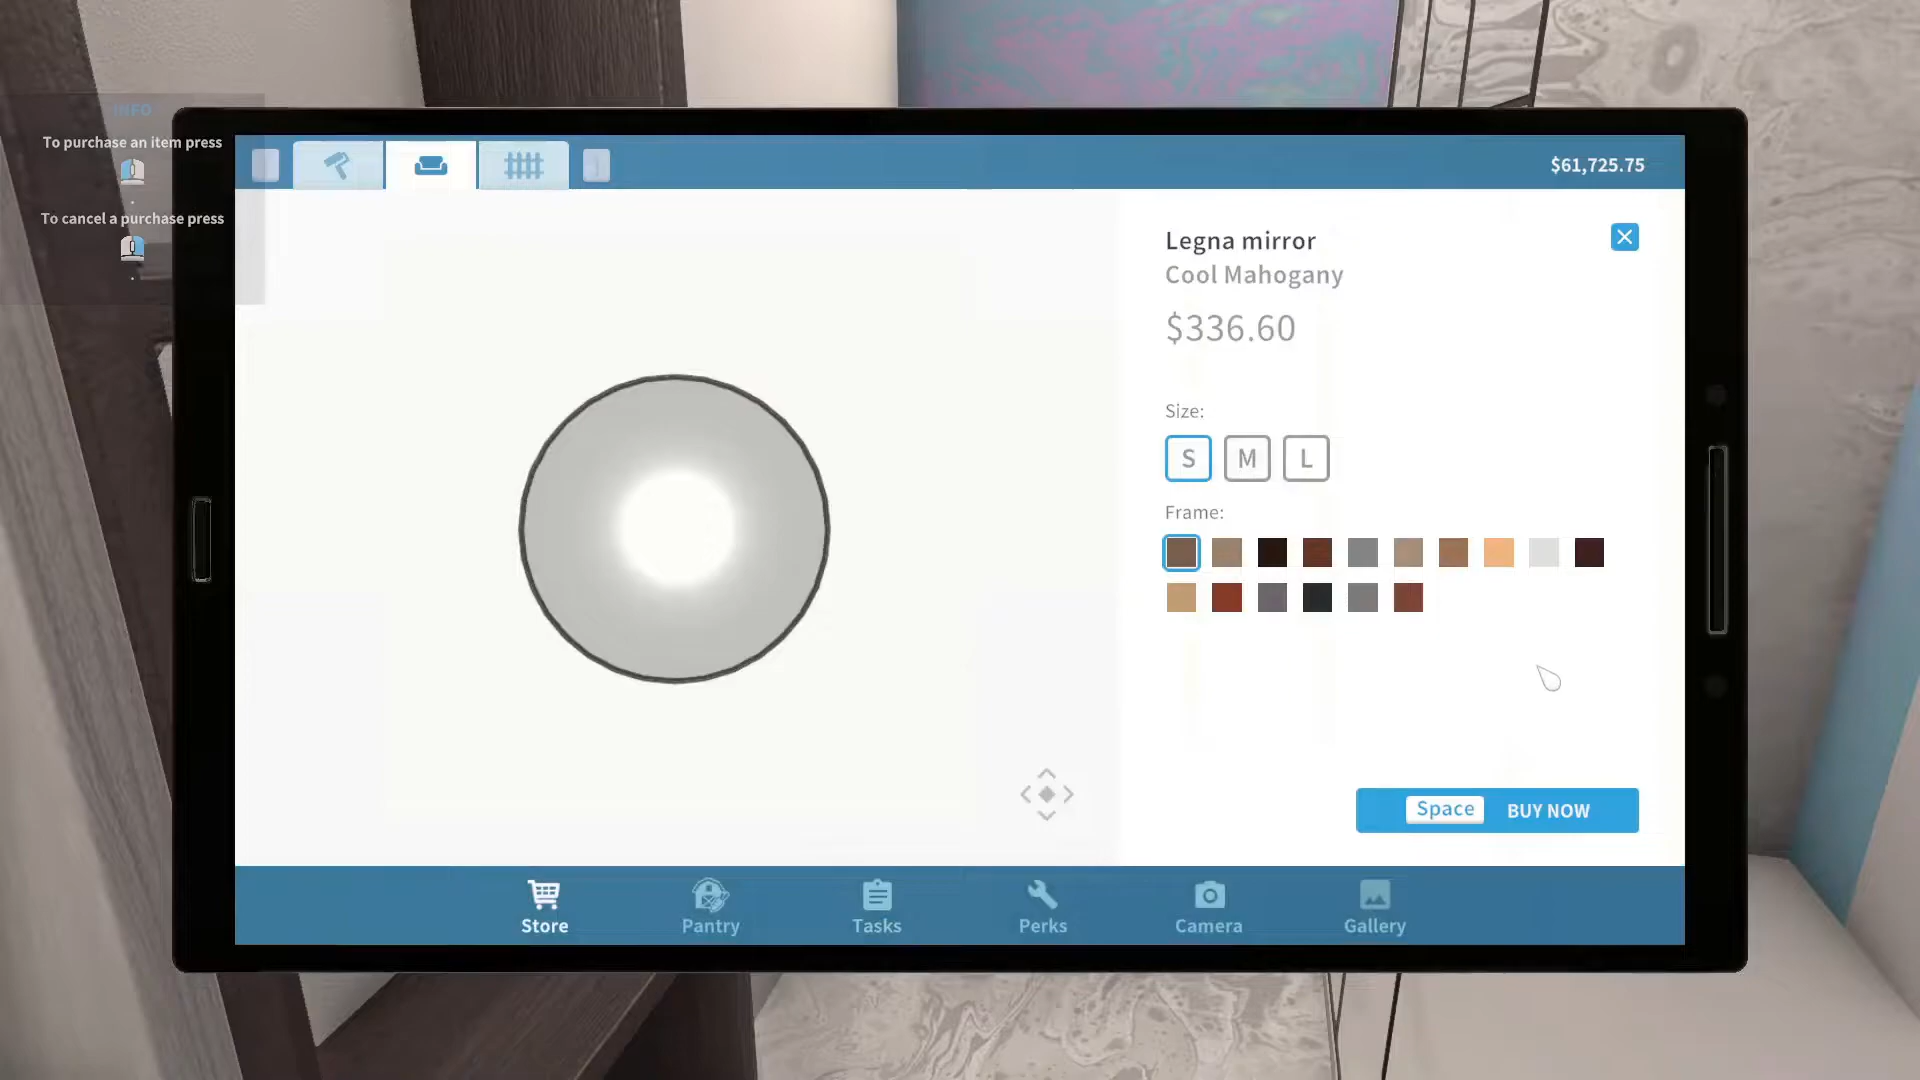 INFO
To purchase an item press
.
To cancel a purchase press
.
$61,725.75
Legna mirror
Cool Mahogany
$336.60
Size:
S M L
Frame:
Space BUY NOW
Store Pantry Tasks Perks Camera Gallery